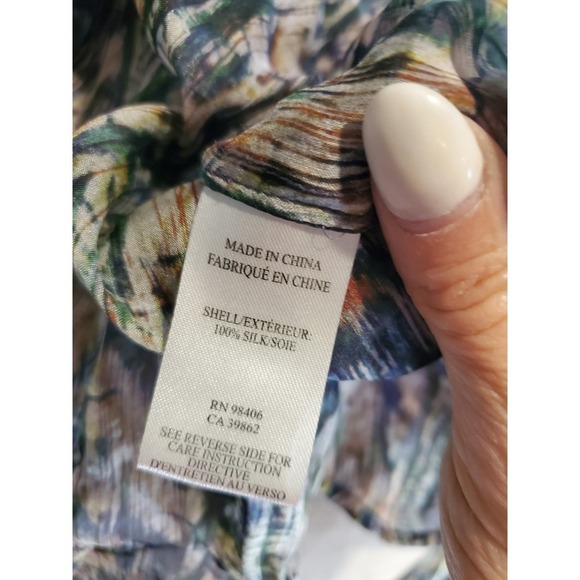 MADE IN CHINA
FABRIQUÉ EN CHINE
SHELL/EXTÉRIEUR:
100% SILK/SOIE
RN 98406
CA 39862
SEE REVERSE SIDE FOR
CARE INSTRUCTION
DIRECTIVE
D'ENTRETIEN AU VERSO